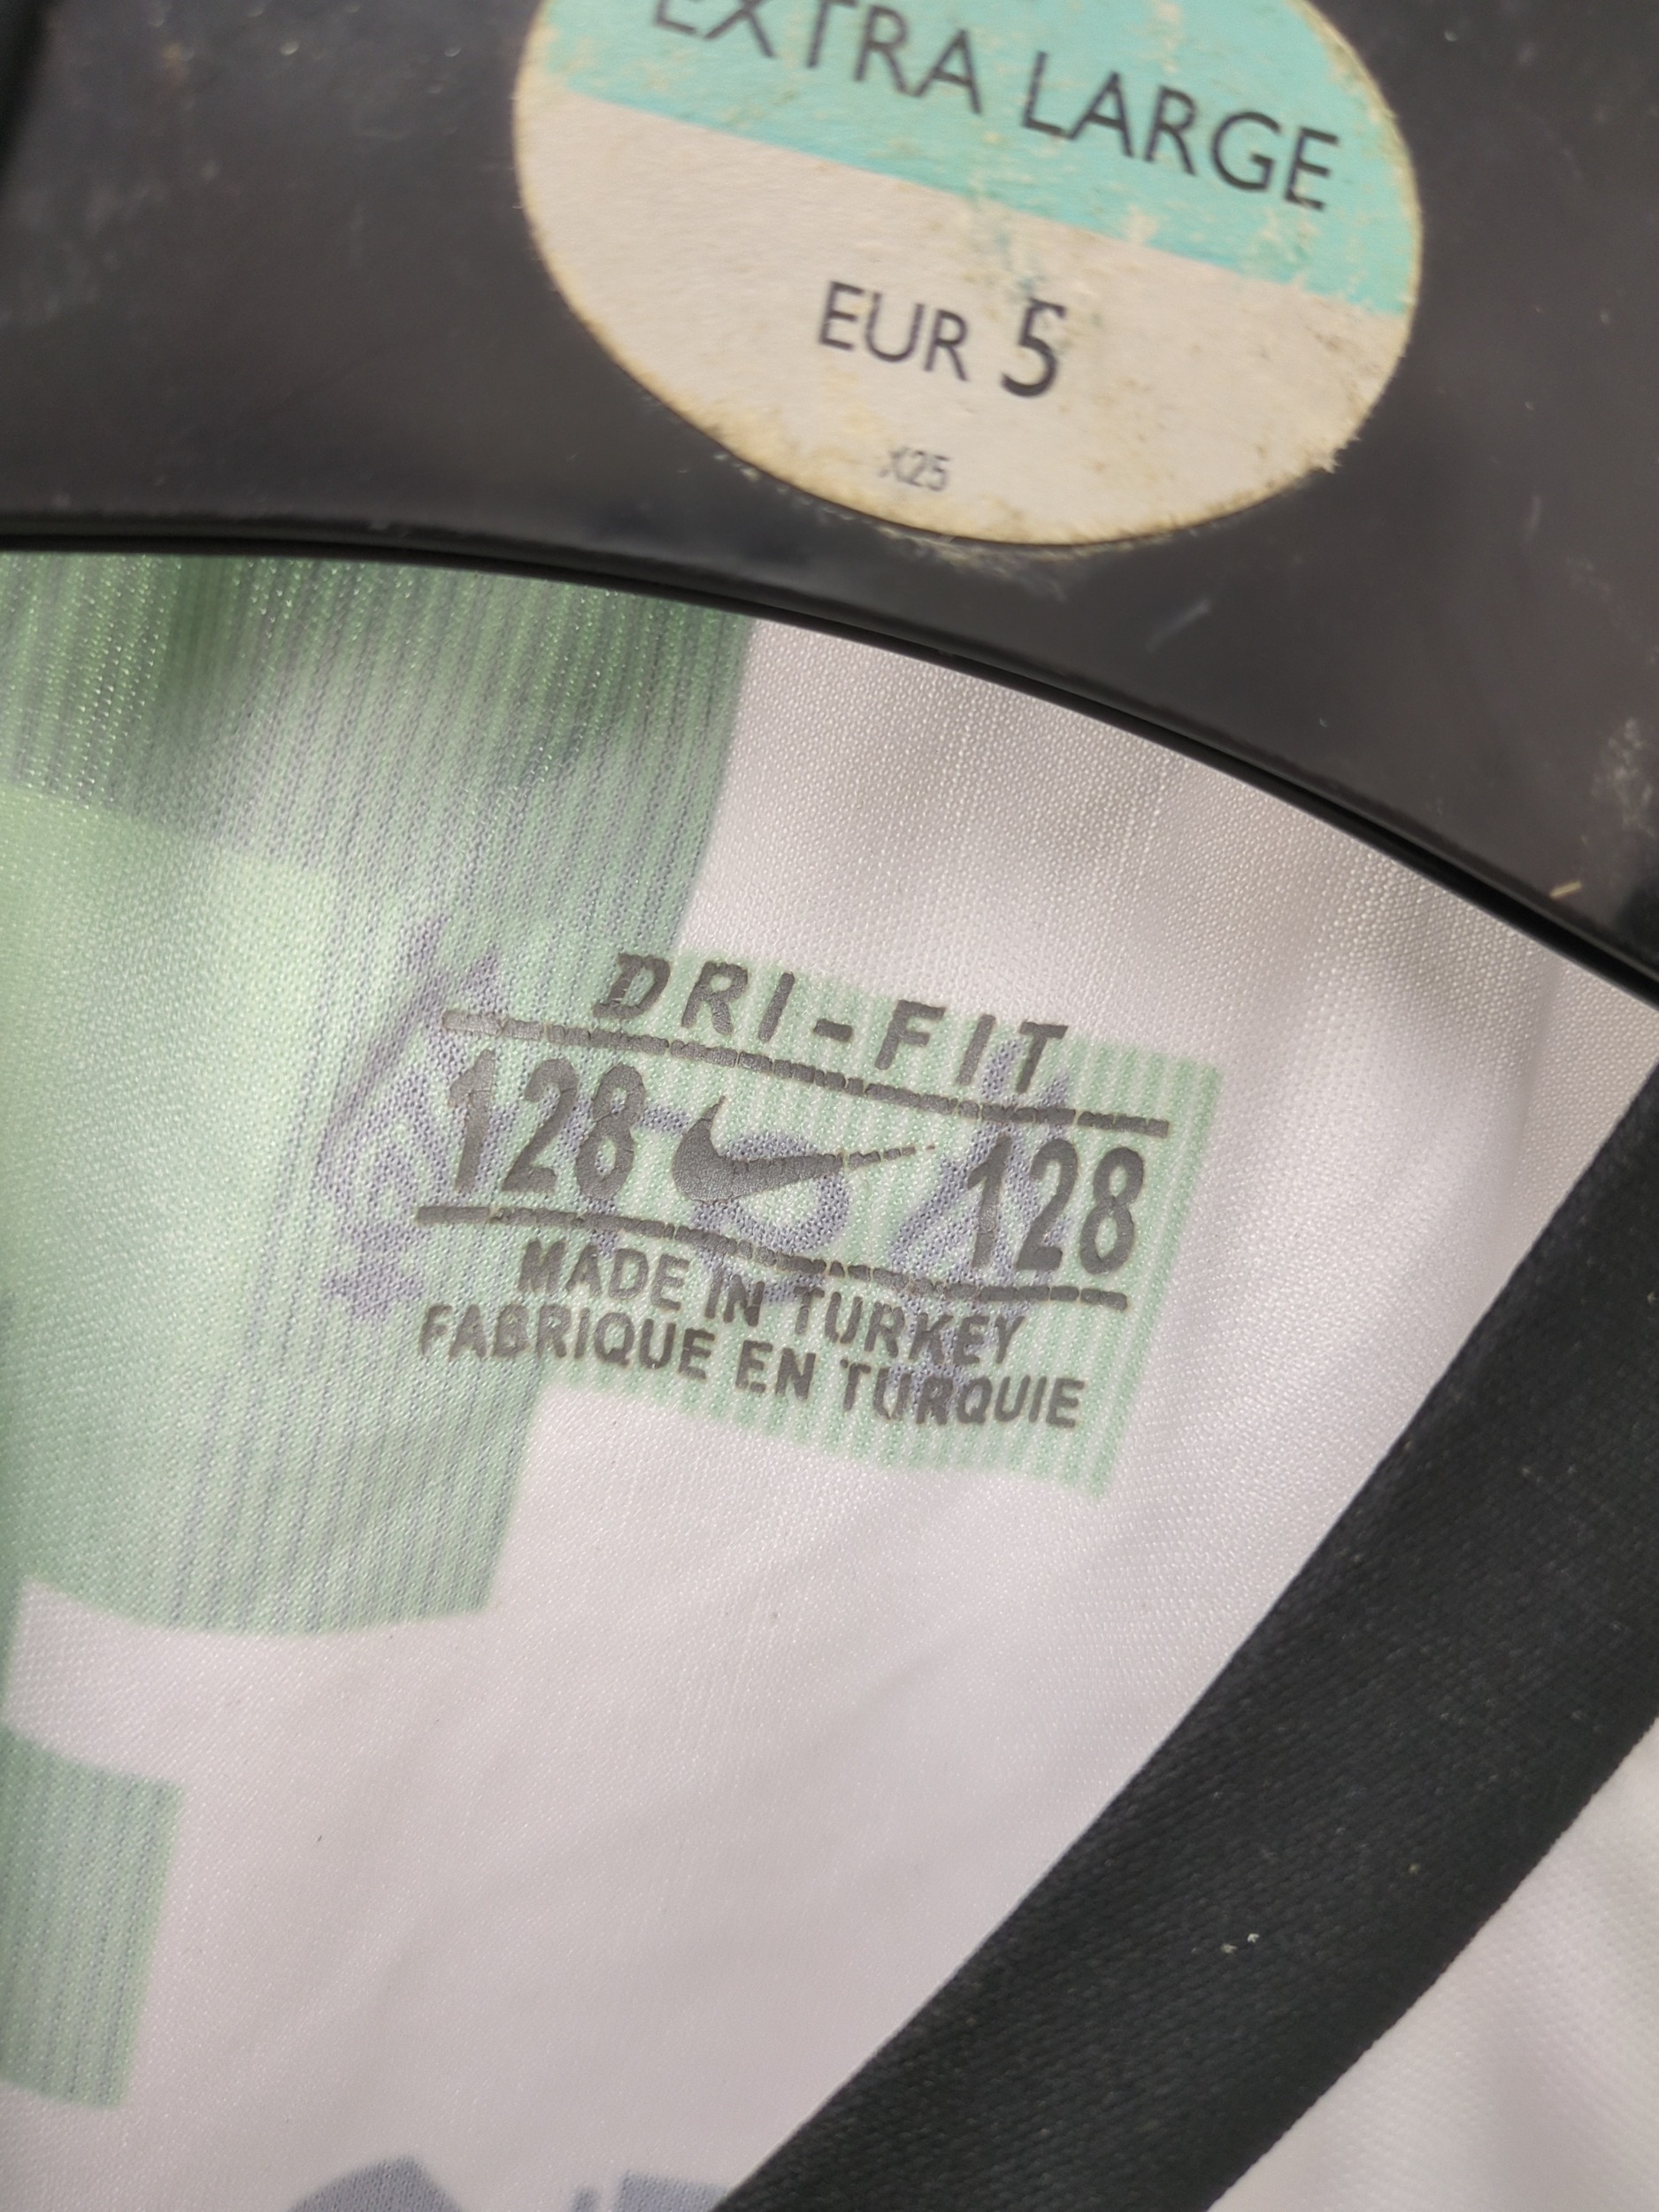 EXTRA LARGE
EUR 5
X25
DRI-FIT
128 128
MADE IN TURKEY
FABRIQUE EN TURQUIE